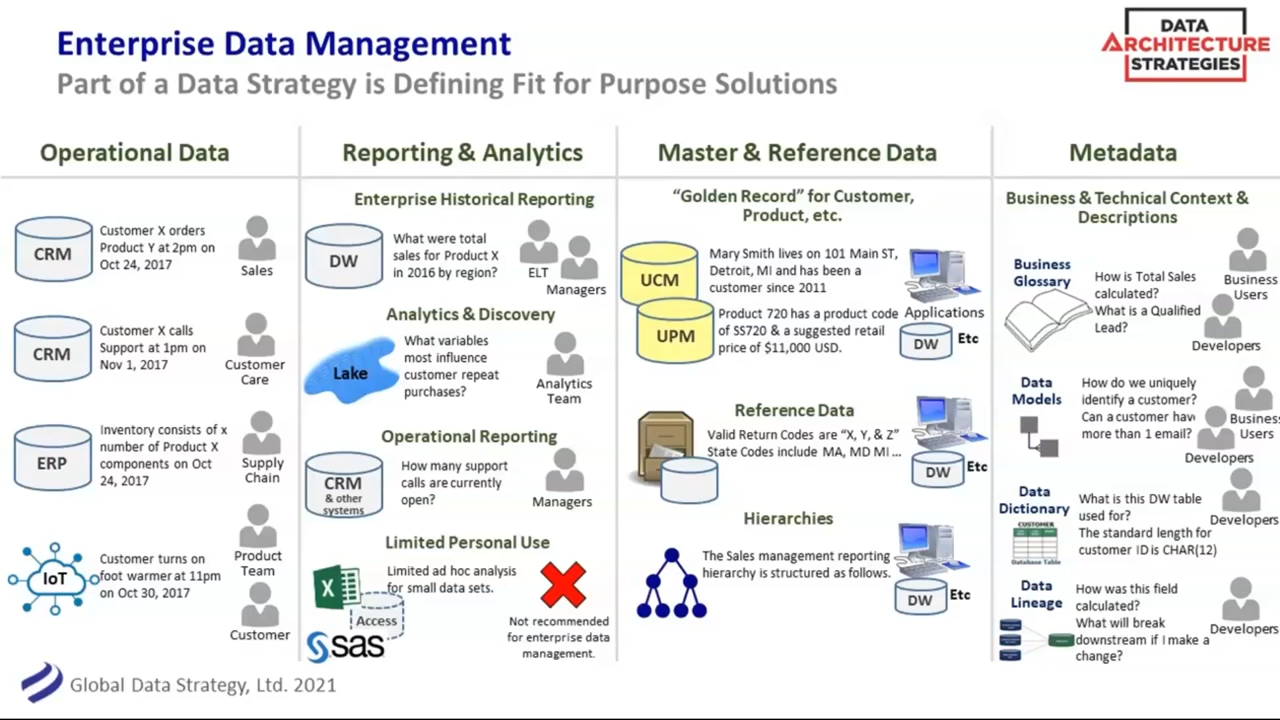 Enterprise Data Management
Part of a Data Strategy is Defining Fit for Purpose Solutions
DATA
ARCHITECTURE
STRATEGIES
Operational Data
CRM
Customer X orders
Product Y at 2pm on
Oct 24, 2017
Sales
CRM
Customer X calls
Support at 1pm on
Nov 1, 2017
Customer
Care
ERP
Inventory consists of x
number of Product X
components on Oct
24, 2017
Supply
Chain
IoT
Customer turns on
foot warmer at 11pm
on Oct 30, 2017
Product
Team
Customer
Reporting & Analytics
Enterprise Historical Reporting
DW
What were total
sales for Product X
in 2016 by region?
ELT
Managers
Analytics & Discovery
Lake
What variables
most influence
customer repeat
purchases?
Analytics
Team
Operational Reporting
CRM
& other
systems
How many support
calls are currently
open?
Managers
Limited Personal Use
X
Access
sas
Limited ad hoc analysis
for small data sets.
Not recommended
for enterprise data
management.
Master & Reference Data
“Golden Record” for Customer,
Product, etc.
UCM
Mary Smith lives on 101 Main ST,
Detroit, MI and has been a
customer since 2011
UPM
Product 720 has a product code
of SS720 & a suggested retail
price of $11,000 USD.
Applications
DW
Etc
Reference Data
Valid Return Codes are “X, Y, & Z”
State Codes include MA, MD MI ...
DW
Etc
Hierarchies
The Sales management reporting
hierarchy is structured as follows.
DW
Etc
Metadata
Business & Technical Context &
Descriptions
Business
Glossary
How is Total Sales
calculated?
What is a Qualified
Lead?
Business
Users
Developers
Data
Models
How do we uniquely
identify a customer?
Can a customer have
more than 1 email?
Business
Users
Developers
Data
Dictionary
CUSTOMER
Database Table
What is this DW table
used for?
The standard length for
customer ID is CHAR(12)
Developers
Data
Lineage
How was this field
calculated?
What will break
downstream if I make a
change?
Developers
Global Data Strategy, Ltd. 2021